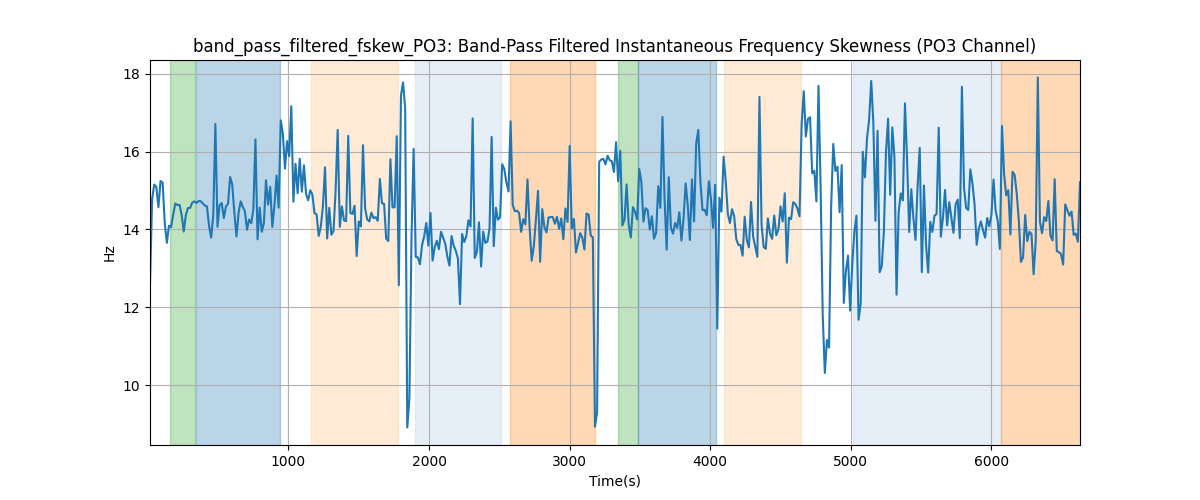 band_pass_filtered_fskew_PO3: Band-Pass Filtered Instantaneous Frequency Skewness (PO3 Channel)
18
16
14
12
10
Hz
1000 2000 3000 4000 5000 6000
Time(s)